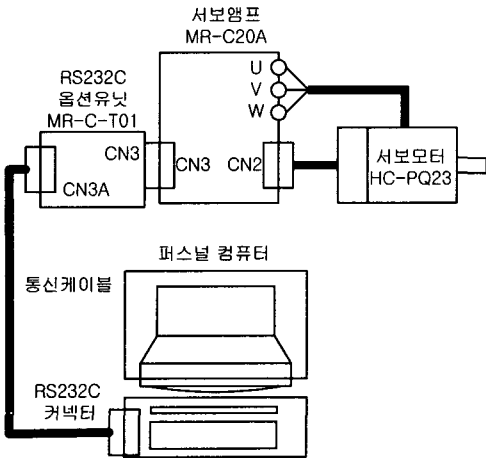 서보앰프
MR-C20A
RS232C
옵션유닛
MR-C-T01
U
V
W
CN3
CN3
CN2
CN3A
서보모터
HC-PQ23
퍼스널 컴퓨터
통신케이블
RS232C
커넥터